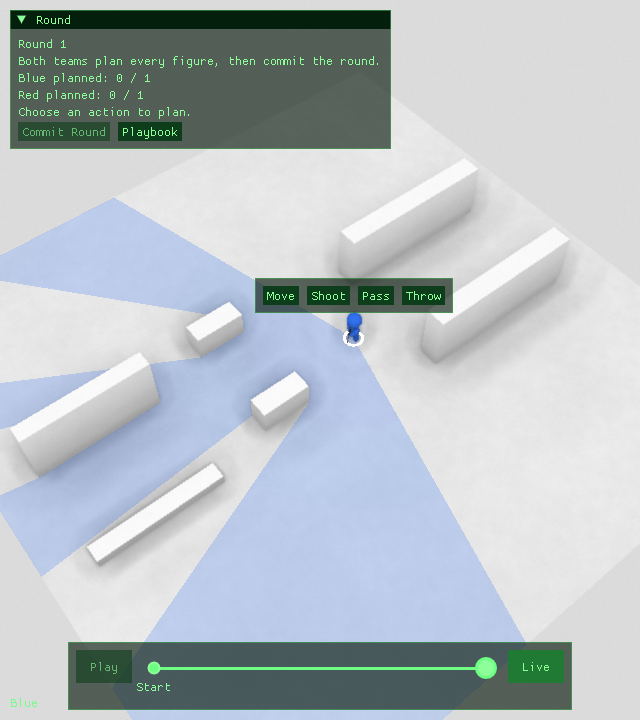 Round
Round 1
Both teams plan every figure, then commit the round.
Blue planned: 0 / 1
Red planned: 0 / 1
Choose an action to plan.
Commit Round Playbook
Move Shoot Pass Throw
Play Live
Start
Blue